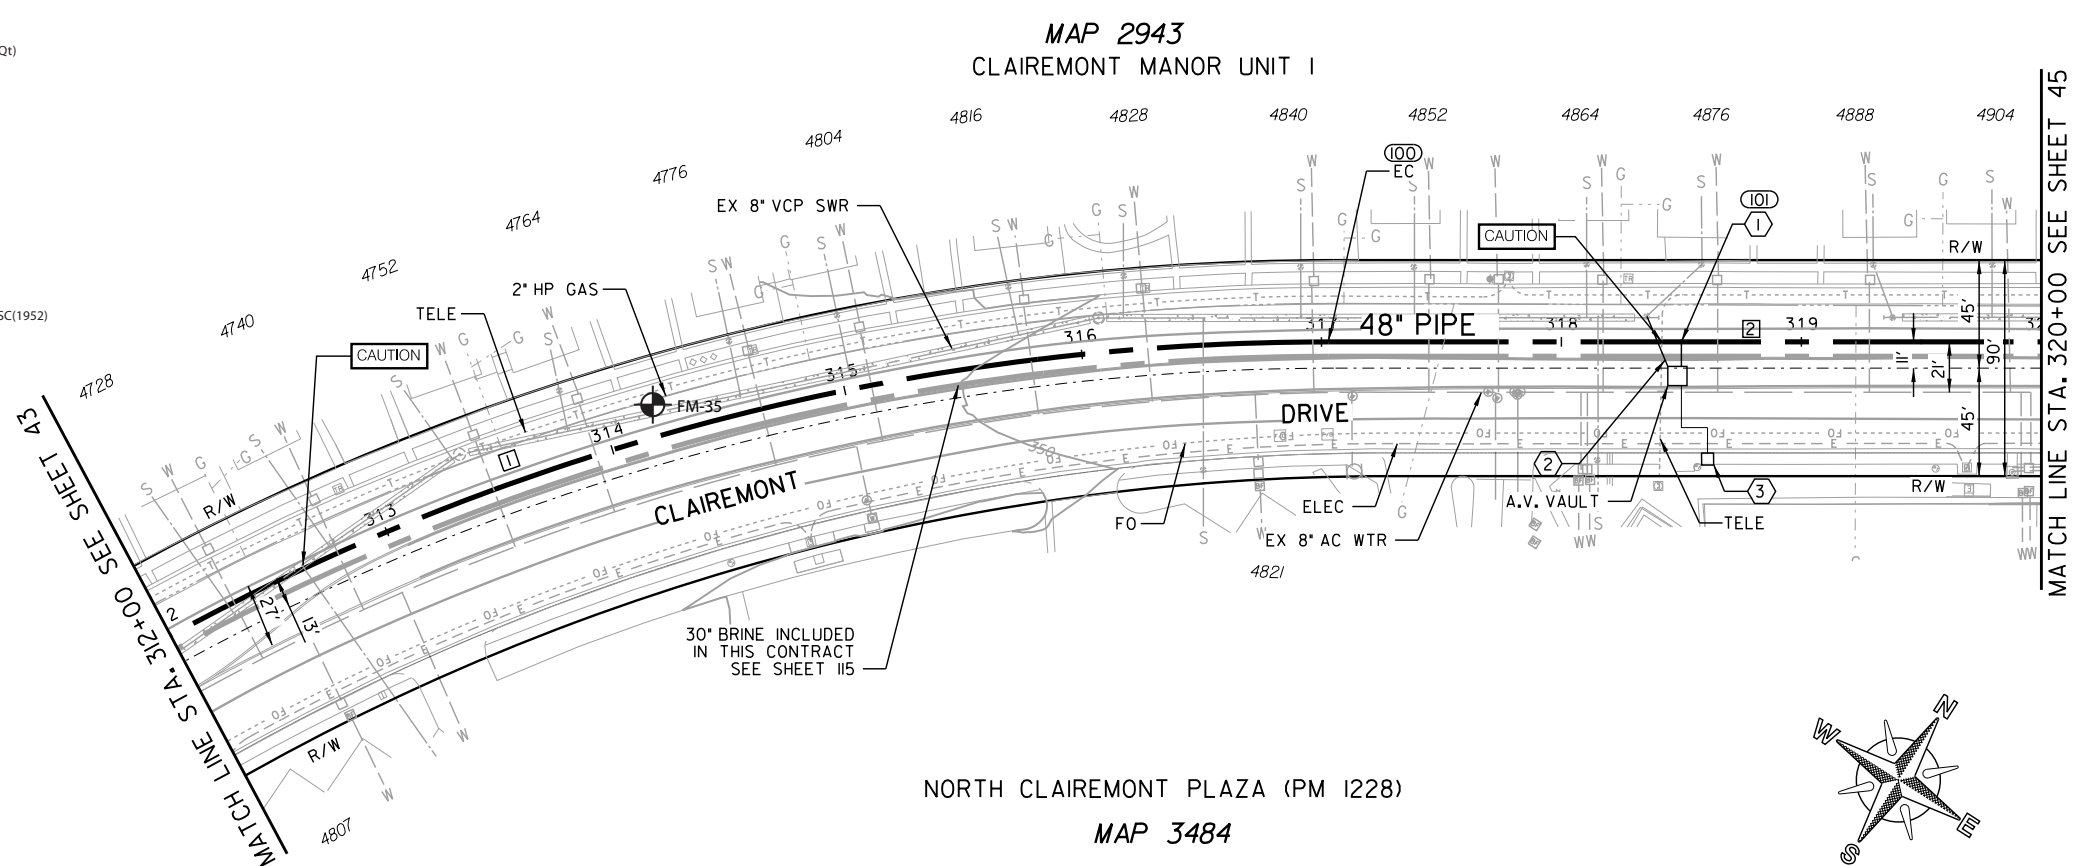 MAP 2943
CLAIREMONT MANOR UNIT 1
Qt)
SC(1952)
4728
4740
4752
4764
4776
4804
4816
4828
4840
4852
4864
4876
4888
4904
100
EC
101
1
CAUTION
EX 8" VCP SWR
2" HP GAS
TELE
CAUTION
FM-35
R/W
R/W
313
314
315
316
318
319
48" PIPE
1
2
CLAIREMONT
DRIVE
27'
13'
11'
21'
45'
90'
45'
350
2
3
A.V. VAULT
TELE
R/W
FO
ELEC
EX 8" AC WTR
4821
30" BRINE INCLUDED
IN THIS CONTRACT
SEE SHEET 115
R/W
4807
MATCH LINE STA. 312+00 SEE SHEET 43
MATCH LINE STA. 320+00 SEE SHEET 45
NORTH CLAIREMONT PLAZA (PM 1228)
MAP 3484
N
W
E
S